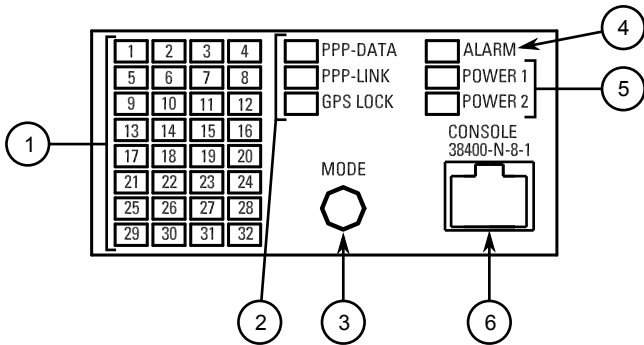 1 2 3 4
5 6 7 8
9 10 11 12
13 14 15 16
17 18 19 20
21 22 23 24
25 26 27 28
29 30 31 32
PPP-DATA
PPP-LINK
GPS LOCK
ALARM
POWER 1
POWER 2
CONSOLE
38400-N-8-1
MODE
1
2
3
4
5
6